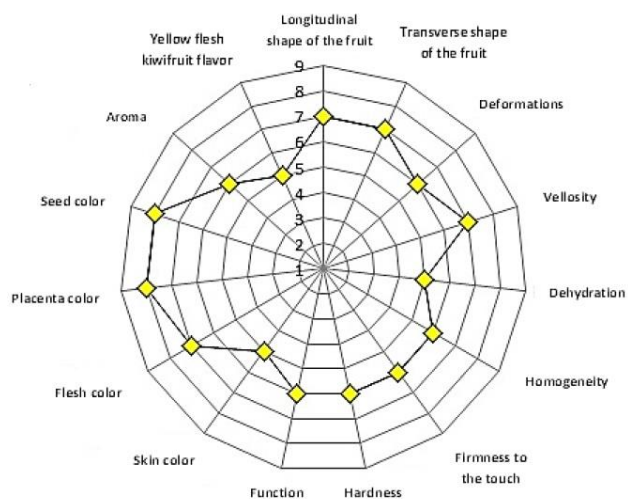 Longitudinal
shape of the fruit
Transverse shape
of the fruit
Deformations
Vellosity
Dehydration
Homogeneity
Firmness to
the touch
Hardness
Function
Skin color
Flesh color
Placenta color
Seed color
Aroma
Yellow flesh
kiwifruit flavor
9
8
7
6
5
4
3
2
1